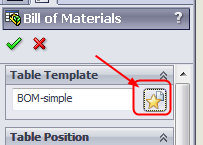 Bill of Materials ?
Table Template
BOM-simple
Table Position